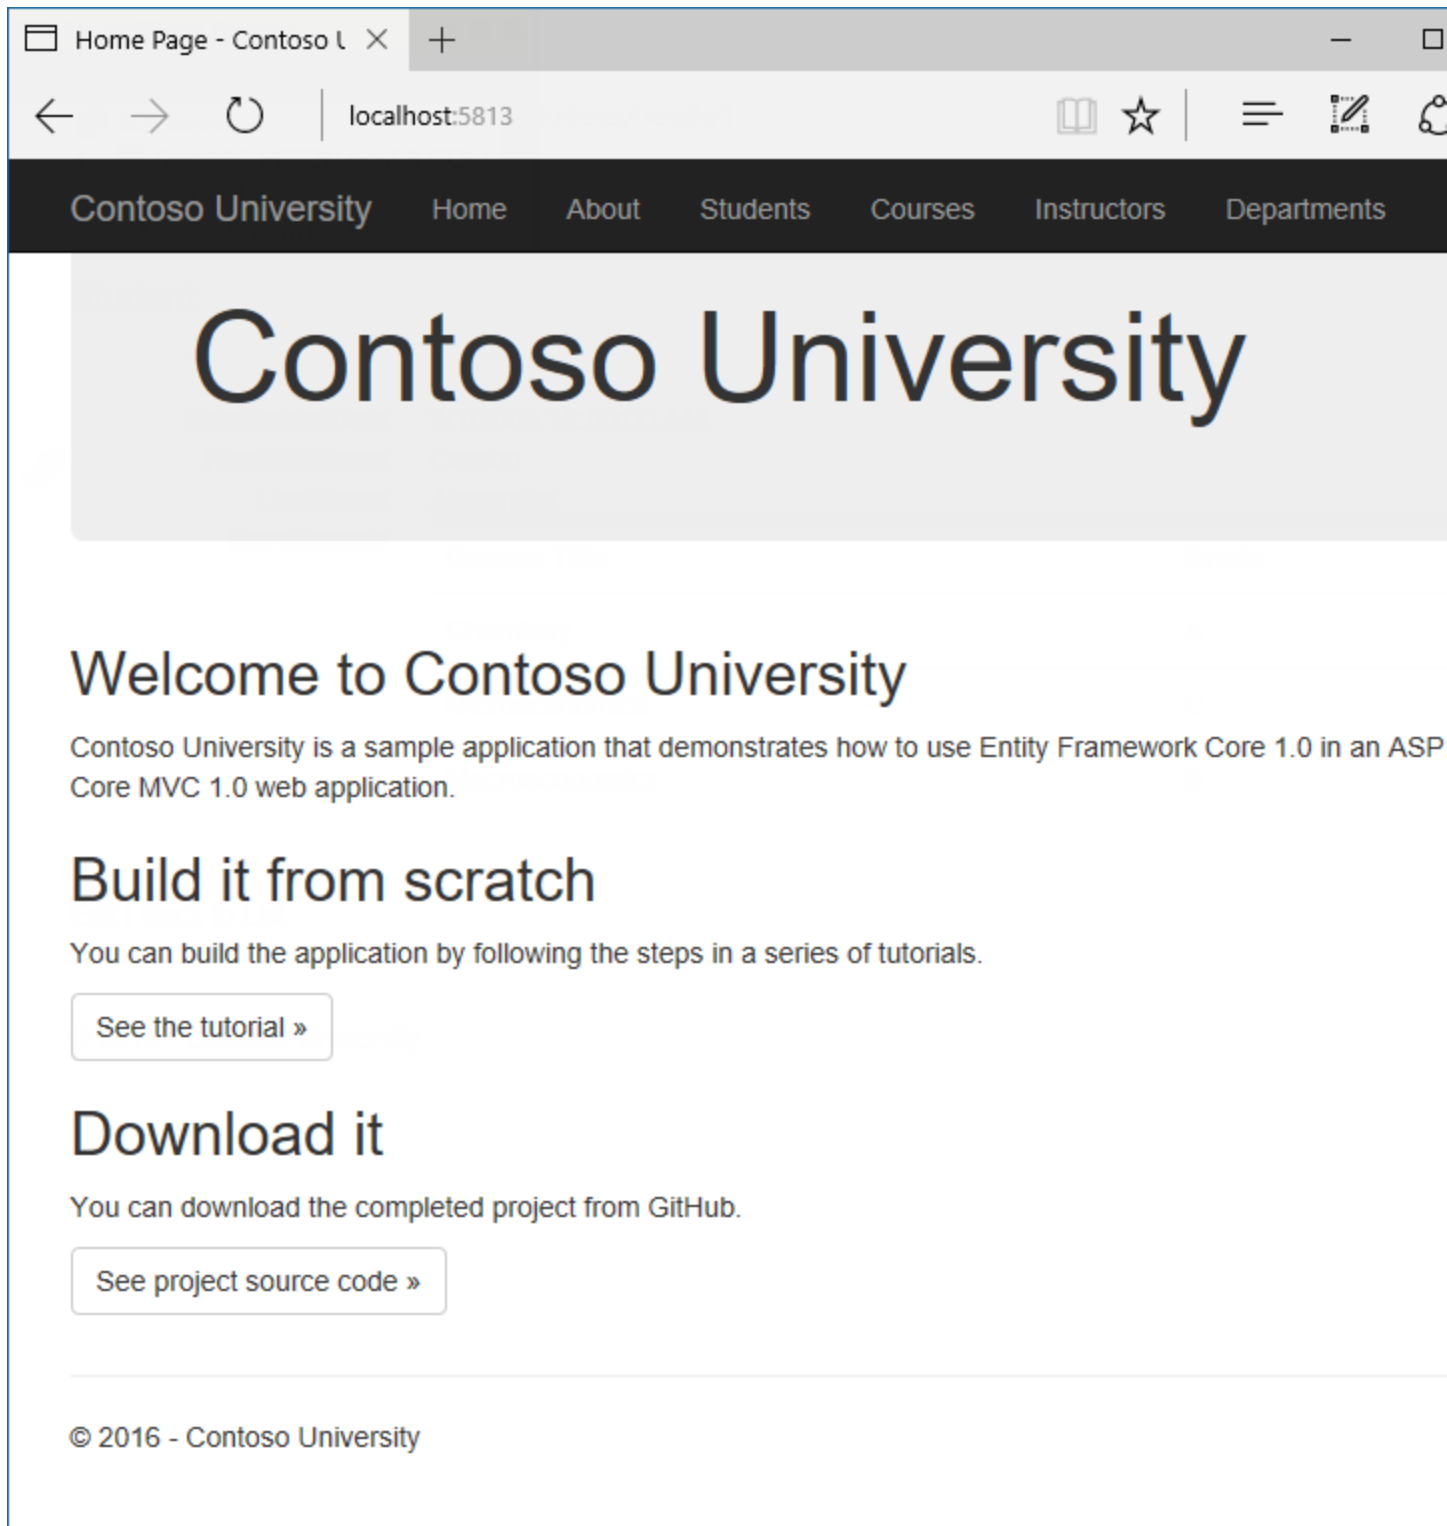 Home Page - Contoso U
localhost:5813
Contoso University Home About Students Courses Instructors Departments
Contoso University
Welcome to Contoso University
Contoso University is a sample application that demonstrates how to use Entity Framework Core 1.0 in an ASP
Core MVC 1.0 web application.
Build it from scratch
You can build the application by following the steps in a series of tutorials.
See the tutorial »
Download it
You can download the completed project from GitHub.
See project source code »
© 2016 - Contoso University